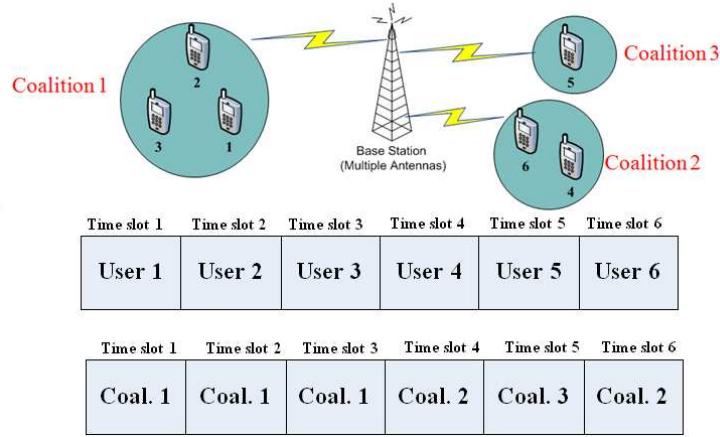 Coalition 1
2
3
1
Base Station
(Multiple Antennas)
5
Coalition 3
6
4
Coalition 2
Time slot 1 Time slot 2 Time slot 3 Time slot 4 Time slot 5 Time slot 6
User 1 User 2 User 3 User 4 User 5 User 6
Time slot 1 Time slot 2 Time slot 3 Time slot 4 Time slot 5 Time slot 6
Coal. 1 Coal. 1 Coal. 1 Coal. 2 Coal. 3 Coal. 2